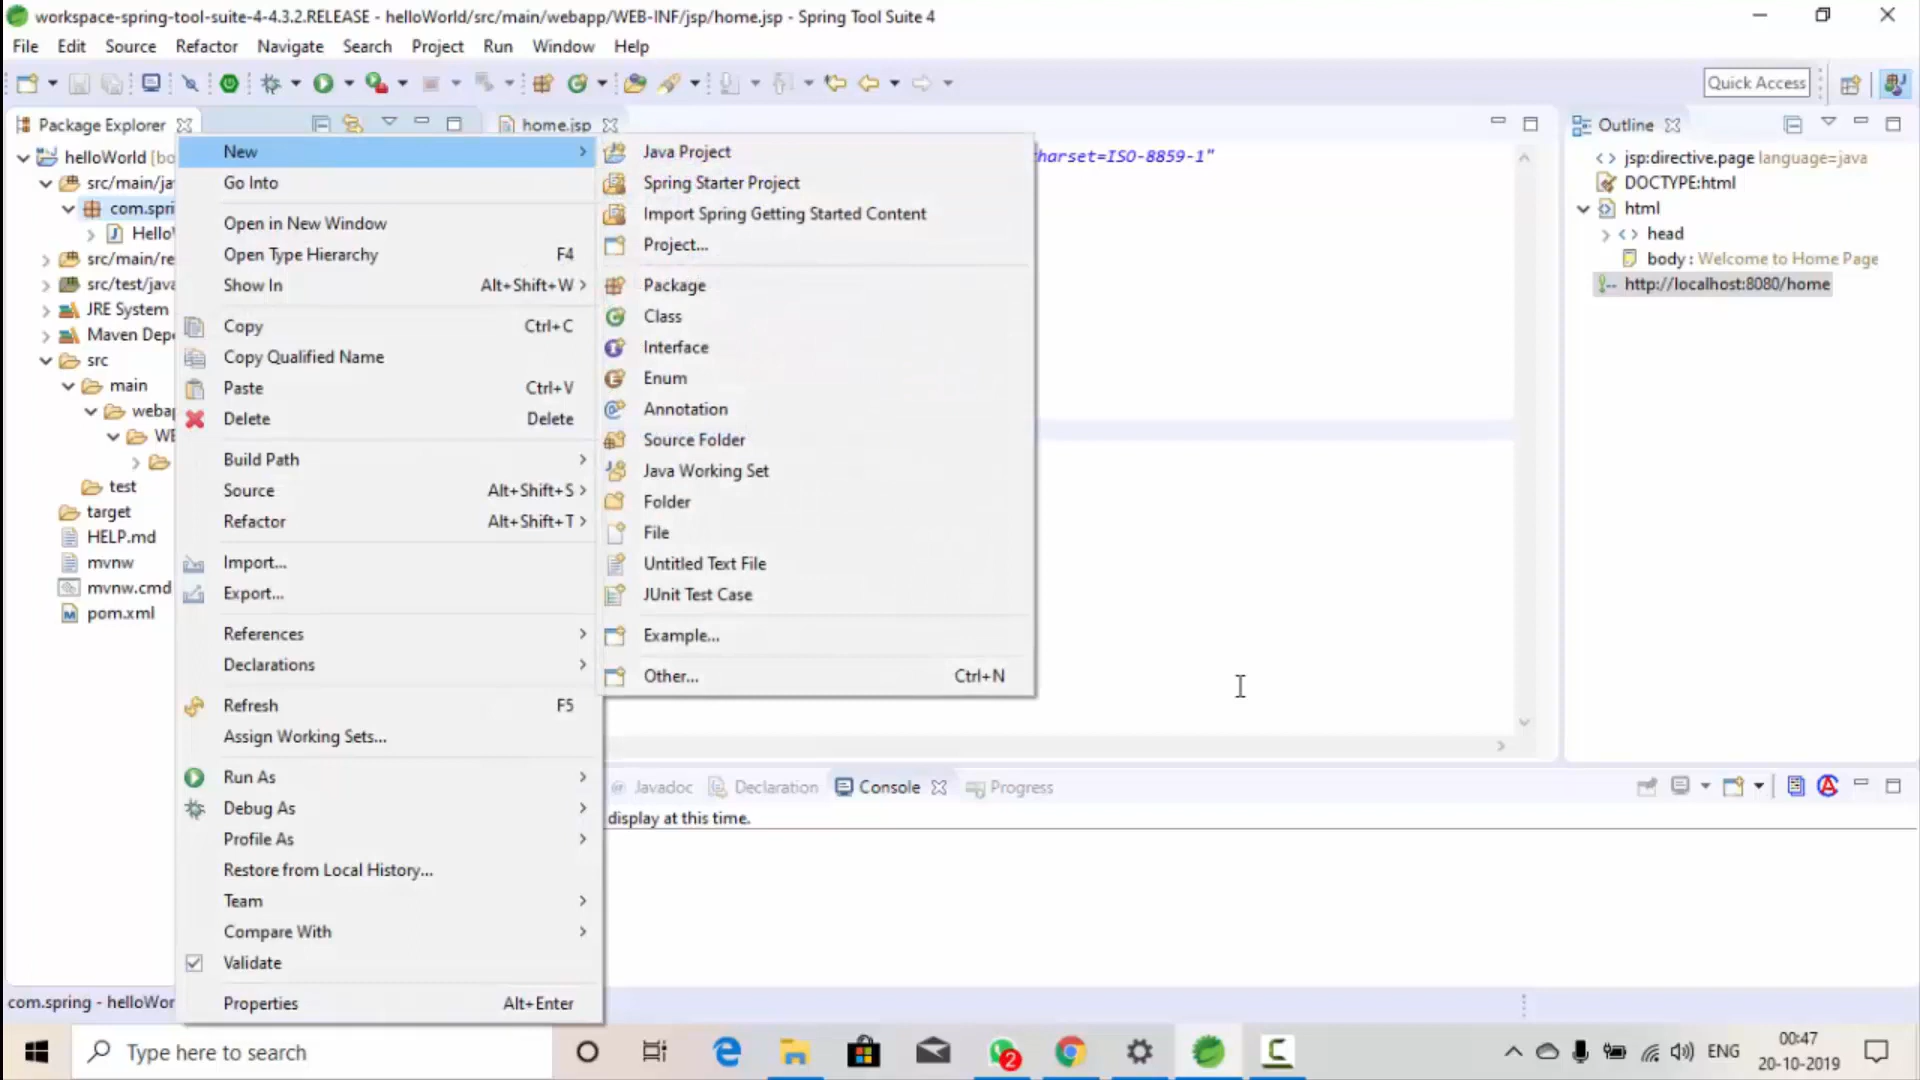 workspace-spring-tool-suite-4-4.3.2.RELEASE - helloWorld/src/main/webapp/WEB-INF/jsp/home.jsp - Spring Tool Suite 4
File Edit Source Refactor Navigate Search Project Run Window Help
Quick Access
Package Explorer
helloWorld [bo
src/main/ja
com.spri
Hello
src/main/re
src/test/java
JRE System
Maven Depe
src
main
webap
WE
test
target
HELP.md
mvnw
mvnw.cmd
pom.xml
New
Go Into
Open in New Window
Open Type Hierarchy F4
Show In Alt+Shift+W
Copy Ctrl+C
Copy Qualified Name
Paste Ctrl+V
Delete Delete
Build Path
Source Alt+Shift+S
Refactor Alt+Shift+T
Import...
Export...
References
Declarations
Refresh F5
Assign Working Sets...
Run As
Debug As
Profile As
Restore from Local History...
Team
Compare With
Validate
Properties Alt+Enter
home.jsp
Java Project
Spring Starter Project
Import Spring Getting Started Content
Project...
Package
Class
Interface
Enum
Annotation
Source Folder
Java Working Set
Folder
File
Untitled Text File
JUnit Test Case
Example...
Other... Ctrl+N
harset=ISO-8859-1"
Outline
jsp:directive.page language=java
DOCTYPE:html
html
head
body : Welcome to Home Page
http://localhost:8080/home
Javadoc Declaration Console Progress
display at this time.
com.spring - helloWor
Type here to search
2
ENG
00:47
20-10-2019